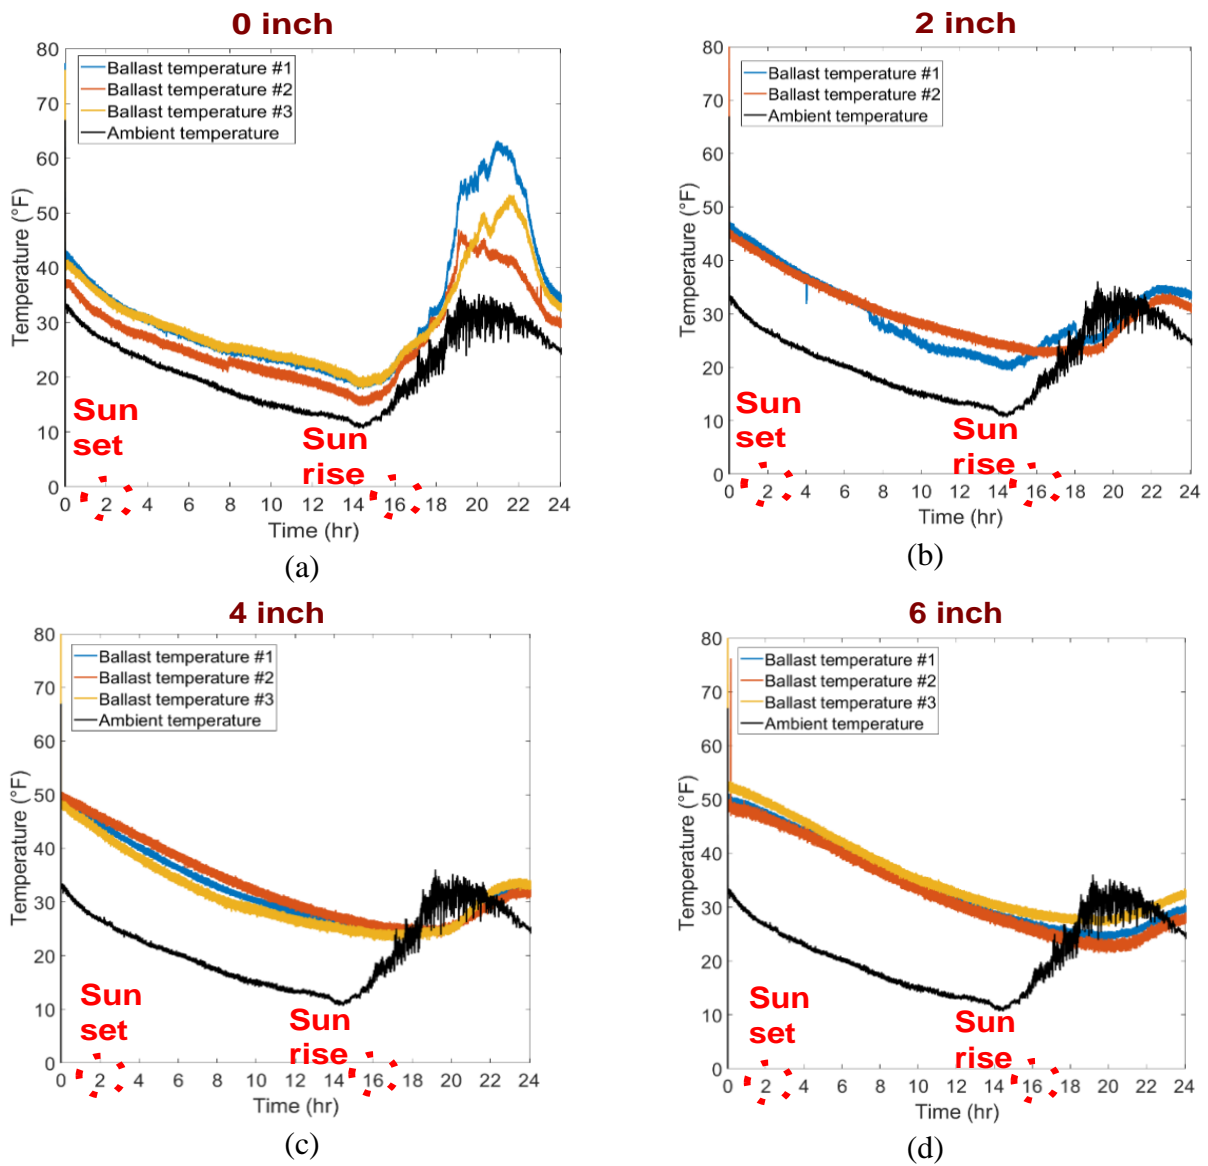 0 inch
80
70
60
50
40
30
20
10
0
Temperature (°F)
Ballast temperature #1
Ballast temperature #2
Ballast temperature #3
Ambient temperature
Sun
set
Sun
rise
0 2 4 6 8 10 12 14 16 18 20 22 24
Time (hr)
(a)
2 inch
80
70
60
50
40
30
20
10
0
Temperature (°F)
Ballast temperature #1
Ballast temperature #2
Ambient temperature
Sun
set
Sun
rise
0 2 4 6 8 10 12 14 16 18 20 22 24
Time (hr)
(b)
4 inch
80
70
60
50
40
30
20
10
0
Temperature (°F)
Ballast temperature #1
Ballast temperature #2
Ballast temperature #3
Ambient temperature
Sun
set
Sun
rise
0 2 4 6 8 10 12 14 16 18 20 22 24
Time (hr)
(c)
6 inch
80
70
60
50
40
30
20
10
0
Temperature (°F)
Ballast temperature #1
Ballast temperature #2
Ballast temperature #3
Ambient temperature
Sun
set
Sun
rise
0 2 4 6 8 10 12 14 16 18 20 22 24
Time (hr)
(d)